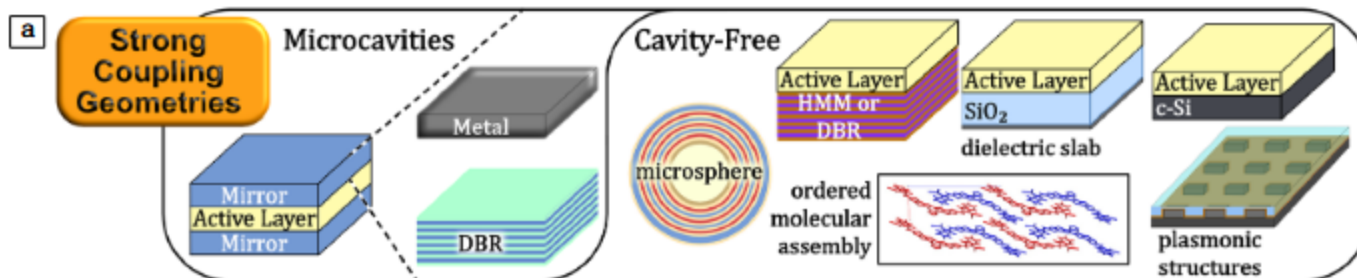 a
Strong
Coupling
Geometries
Microcavities
Mirror
Active Layer
Mirror
Metal
DBR
Cavity-Free
microsphere
Active Layer
HMM or
DBR
Active Layer
SiO₂
dielectric slab
Active Layer
c-Si
ordered
molecular
assembly
plasmonic
structures